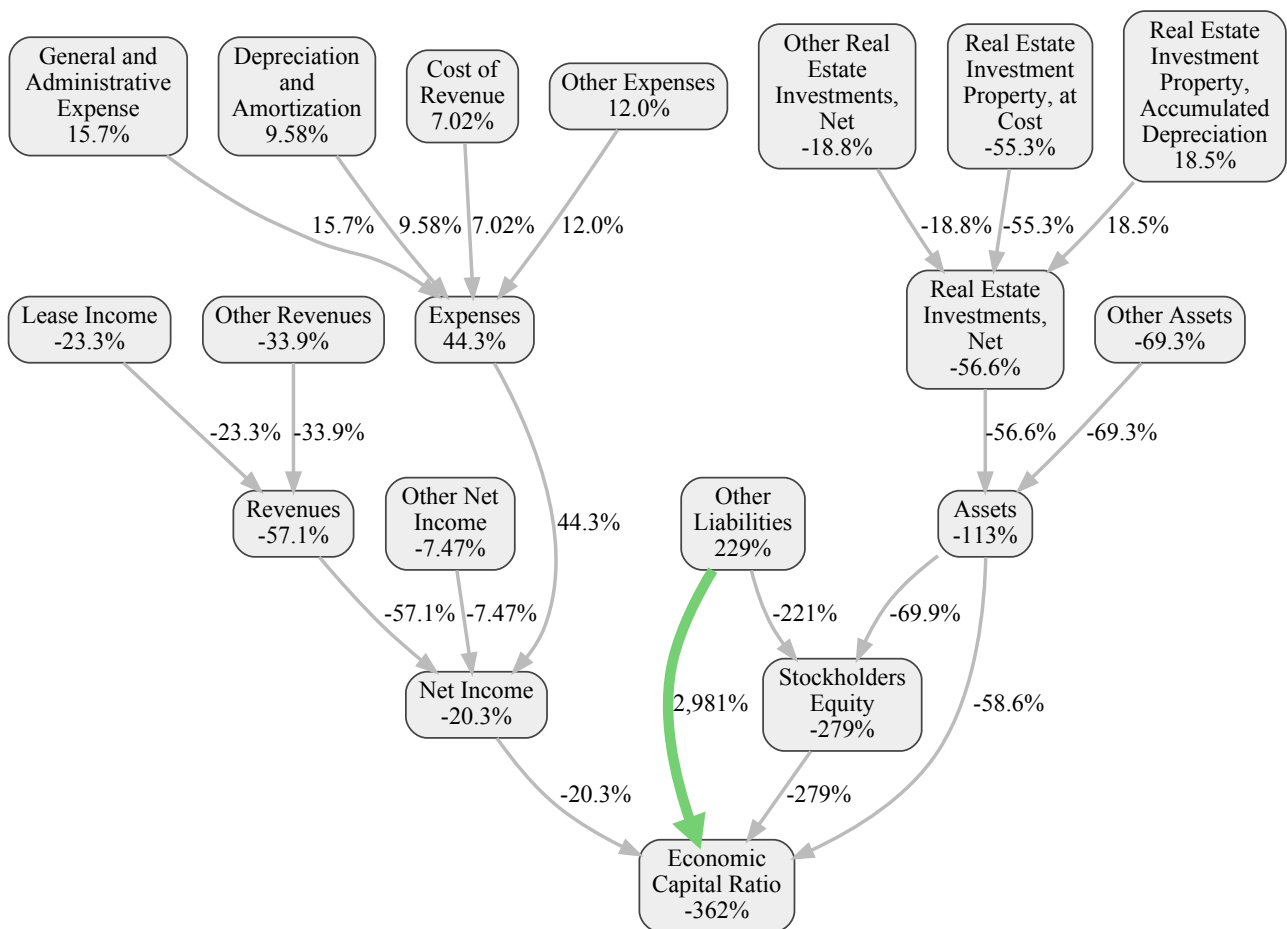 General and
Administrative
Expense
15.7%
Depreciation
and
Amortization
9.58%
Cost of
Revenue
7.02%
Other Expenses
12.0%
Other Real
Estate
Investments,
Net
-18.8%
Real Estate
Investment
Property, at
Cost
-55.3%
Real Estate
Investment
Property,
Accumulated
Depreciation
18.5%
15.7%
9.58%
7.02%
12.0%
-18.8%
-55.3%
18.5%
Lease Income
-23.3%
Other Revenues
-33.9%
Expenses
44.3%
Real Estate
Investments,
Net
-56.6%
Other Assets
-69.3%
-23.3%
-33.9%
-56.6%
-69.3%
Revenues
-57.1%
Other Net
Income
-7.47%
44.3%
Other
Liabilities
229%
Assets
-113%
-57.1%
-7.47%
-221%
-69.9%
Net Income
-20.3%
2,981%
Stockholders
Equity
-279%
-58.6%
-20.3%
-279%
Economic
Capital Ratio
-362%